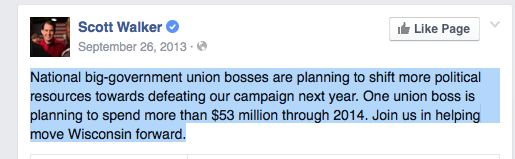 Scott Walker
Like Page
September 26, 2013 ·
National big-government union bosses are planning to shift more political
resources towards defeating our campaign next year. One union boss is
planning to spend more than $53 million through 2014. Join us in helping
move Wisconsin forward.